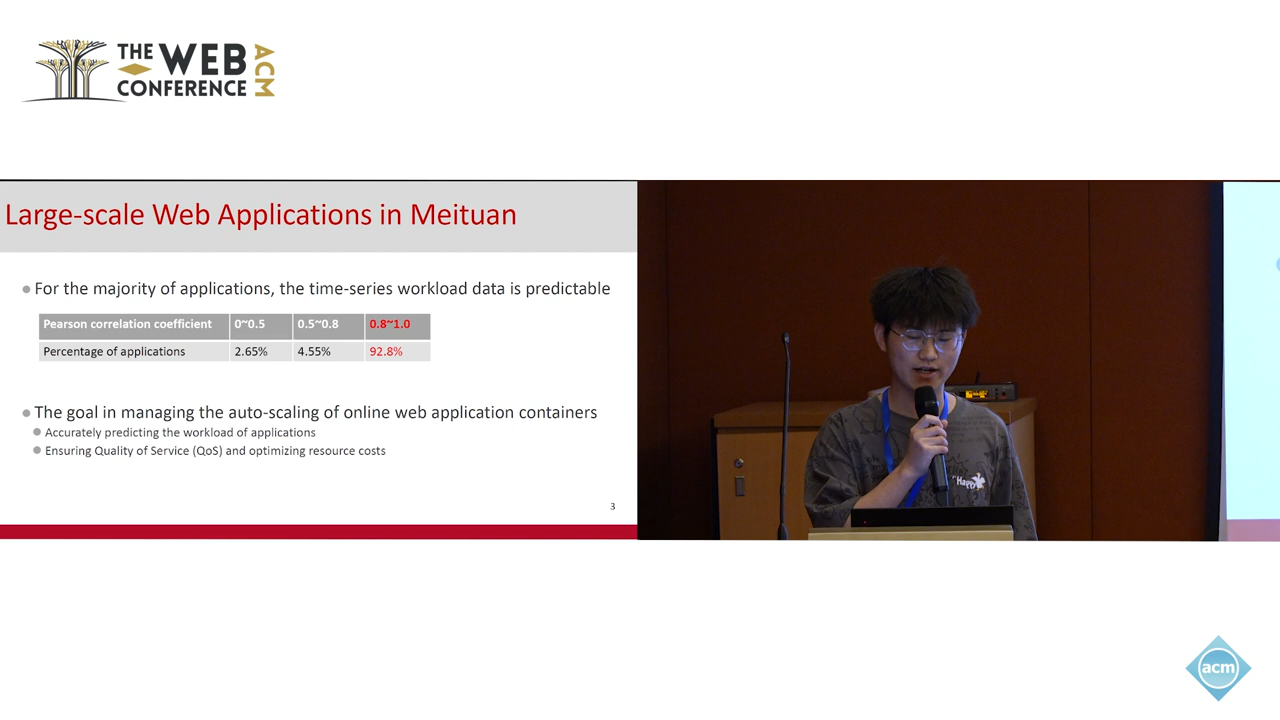 THE WEB
CONFERENCE
ACM
Large-scale Web Applications in Meituan
For the majority of applications, the time-series workload data is predictable
Pearson correlation coefficient 0~0.5 0.5~0.8 0.8~1.0
Percentage of applications 2.65% 4.55% 92.8%
The goal in managing the auto-scaling of online web application containers
Accurately predicting the workload of applications
Ensuring Quality of Service (QoS) and optimizing resource costs
3
acm